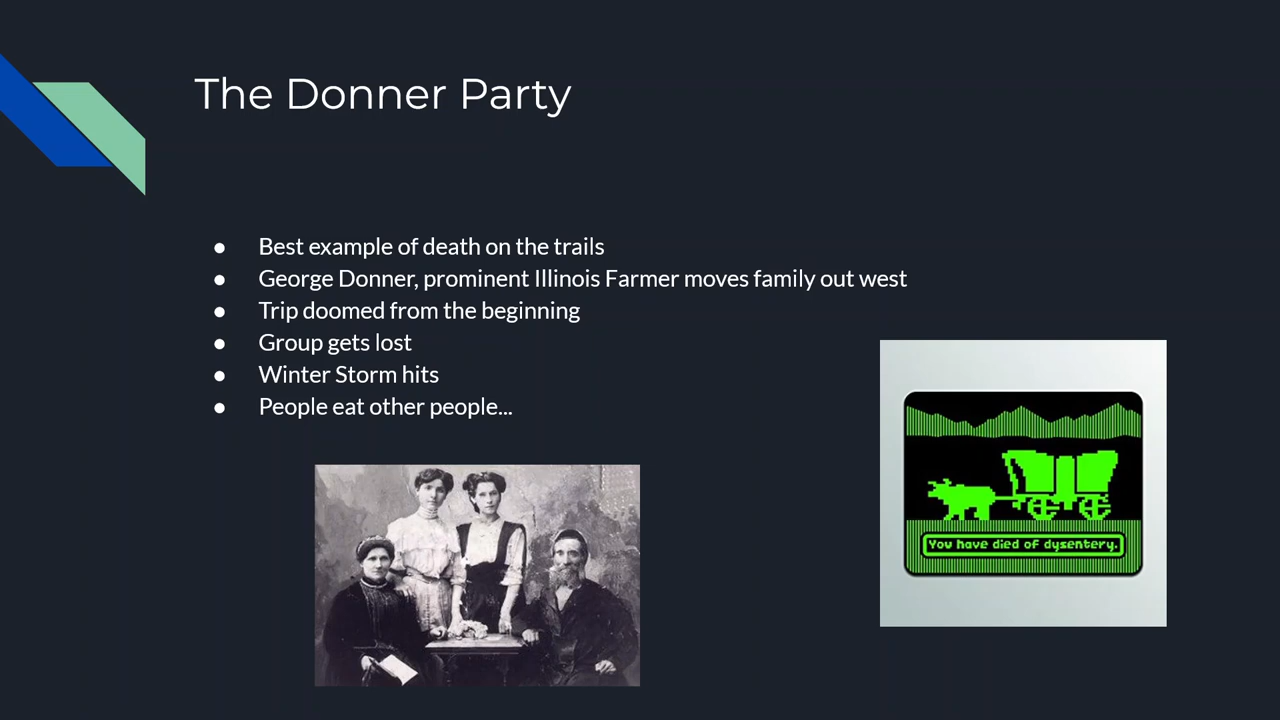 The Donner Party
● Best example of death on the trails
● George Donner, prominent Illinois Farmer moves family out west
● Trip doomed from the beginning
● Group gets lost
● Winter Storm hits
● People eat other people...
You have died of dysentery.